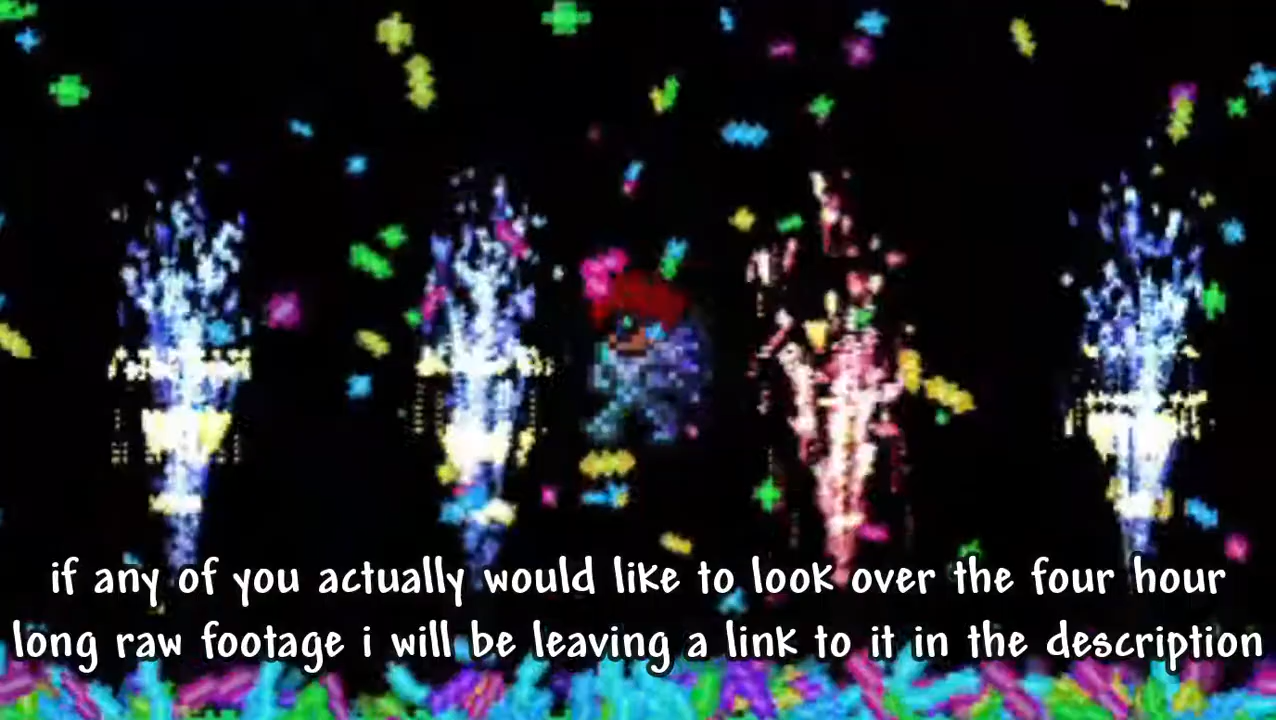 if any of you actually would like to look over the four hour
long raw footage i will be leaving a link to it in the description